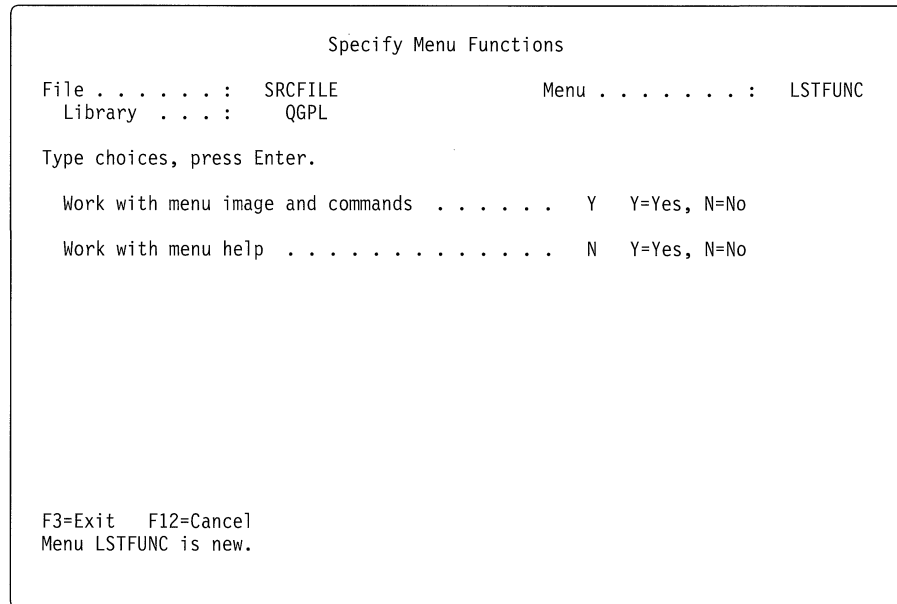 Specify Menu Functions
File . . . . . . :   SRCFILE                    Menu . . . . . . . :   LSTFUNC
Library  . . . :     QGPL
Type choices, press Enter.
Work with menu image and commands  . . . . . .   Y   Y=Yes, N=No
Work with menu help  . . . . . . . . . . . . .   N   Y=Yes, N=No
F3=Exit   F12=Cancel
Menu LSTFUNC is new.